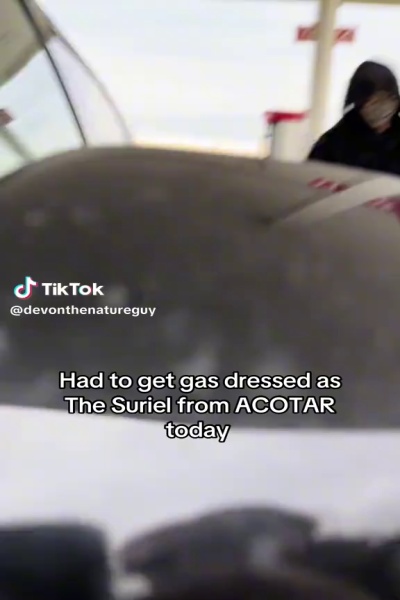 TikTok
@devonthenatureguy
Had to get gas dressed as
The Suriel from ACOTAR
today